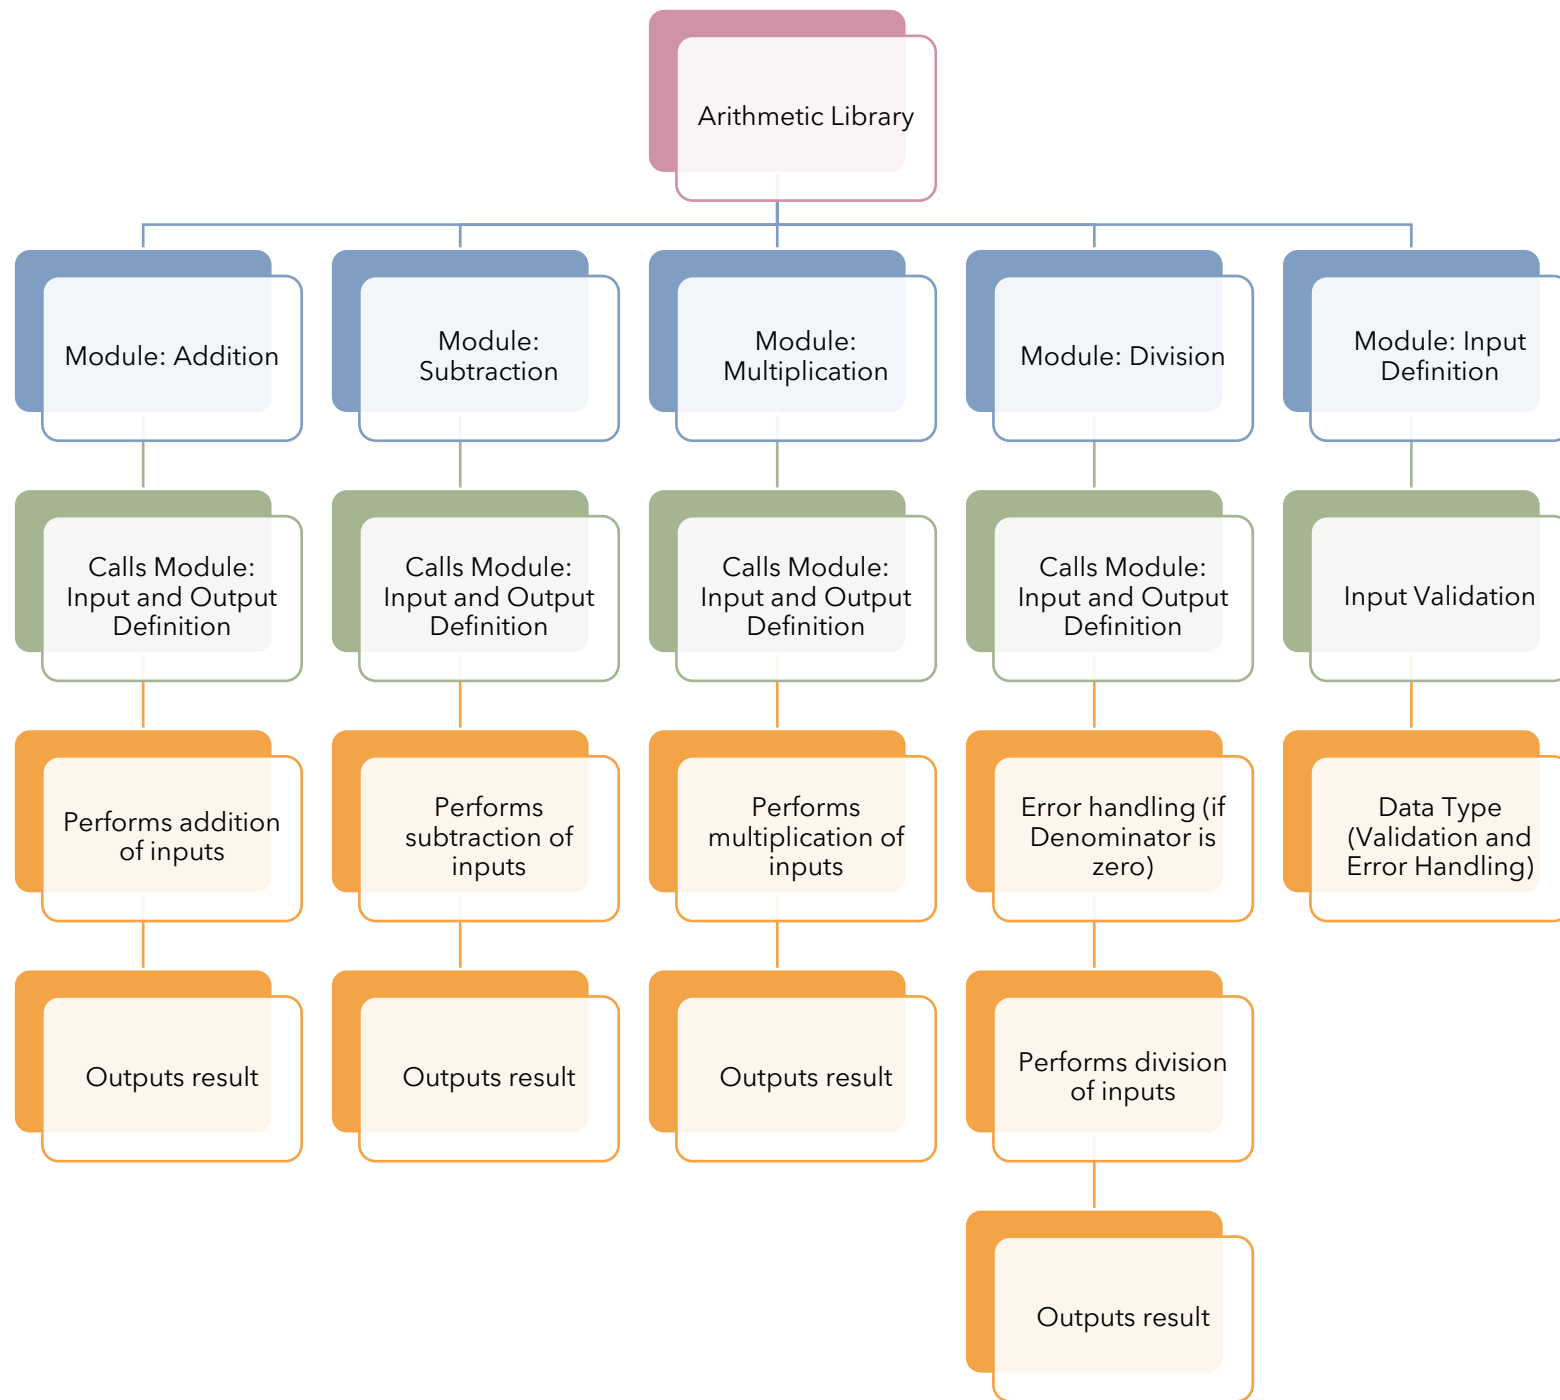 Arithmetic Library
Module: Addition
Module:
Subtraction
Module:
Multiplication
Module: Division
Module: Input
Definition
Calls Module:
Input and Output
Definition
Calls Module:
Input and Output
Definition
Calls Module:
Input and Output
Definition
Calls Module:
Input and Output
Definition
Input Validation
Performs addition
of inputs
Performs
subtraction of
inputs
Performs
multiplication of
inputs
Error handling (if
Denominator is
zero)
Data Type
(Validation and
Error Handling)
Outputs result
Outputs result
Outputs result
Performs division
of inputs
Outputs result